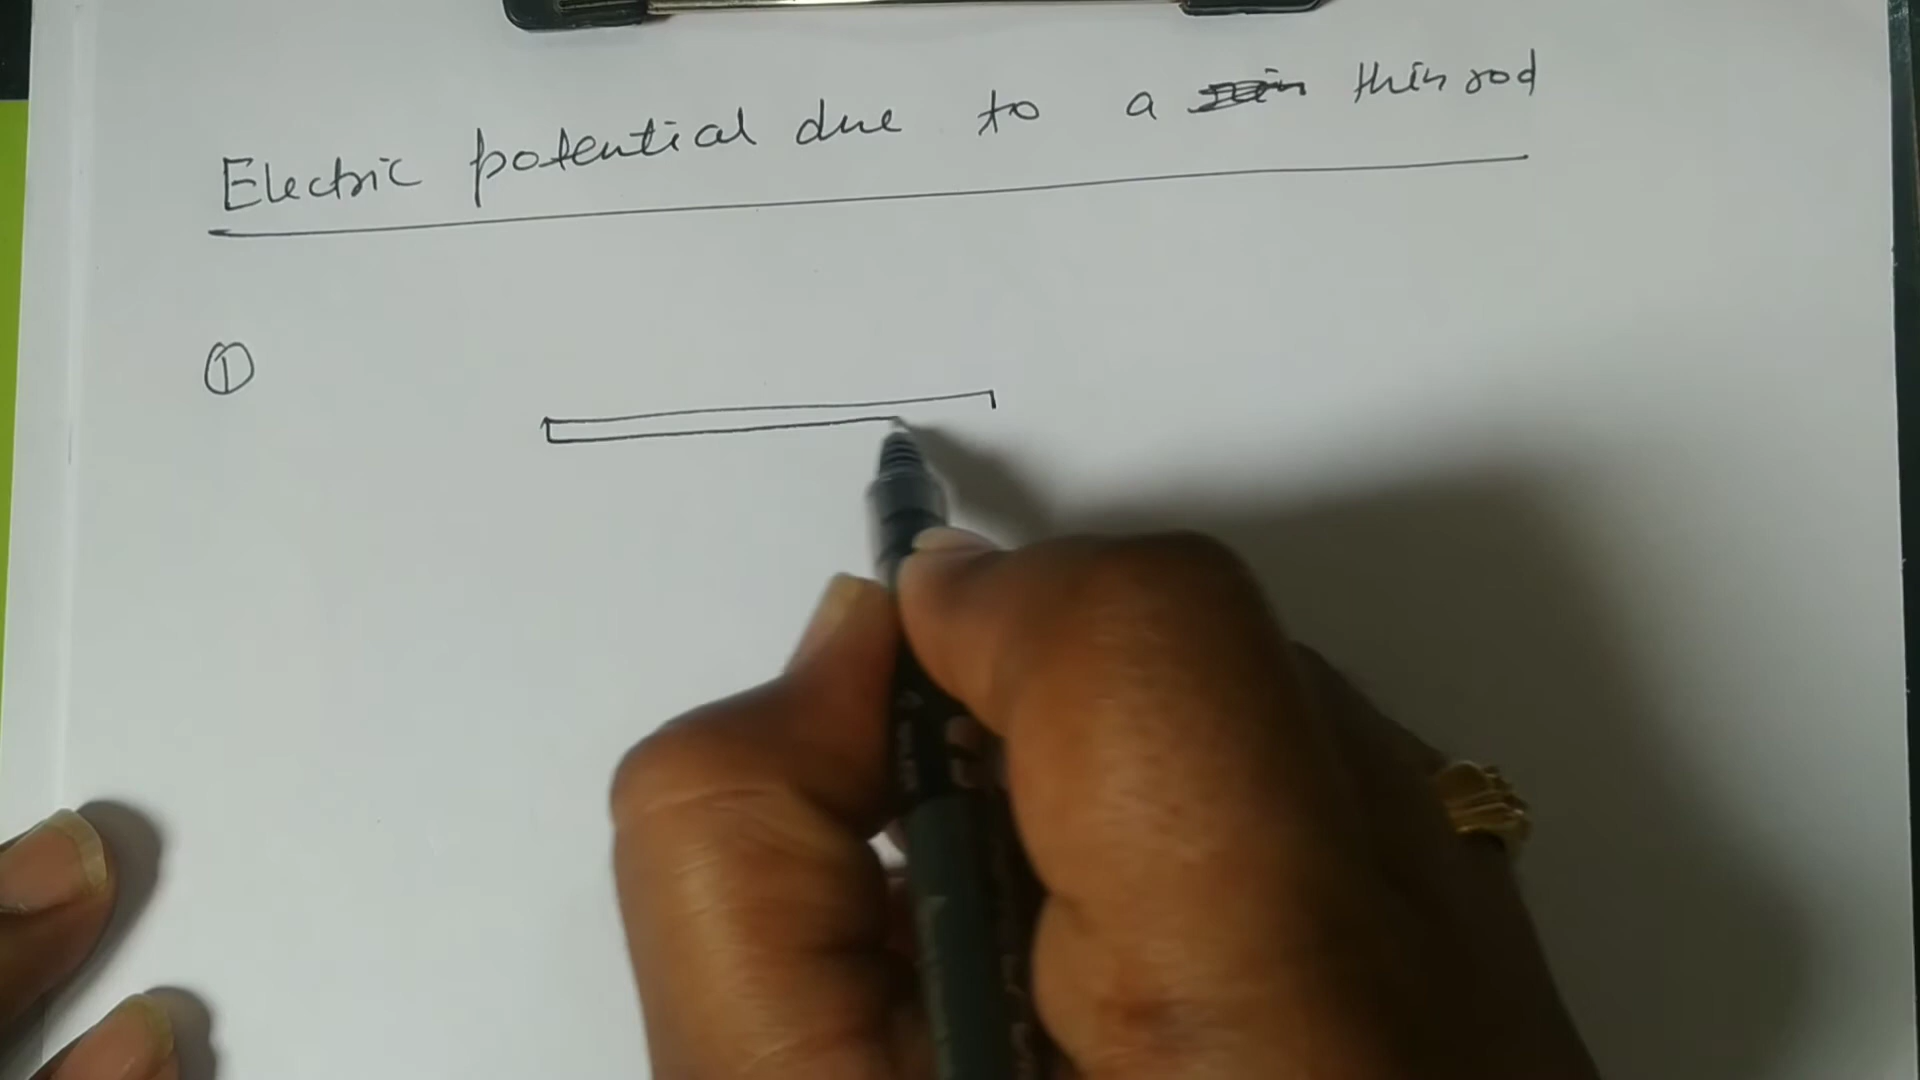 Electric potential due to a thin rod
①